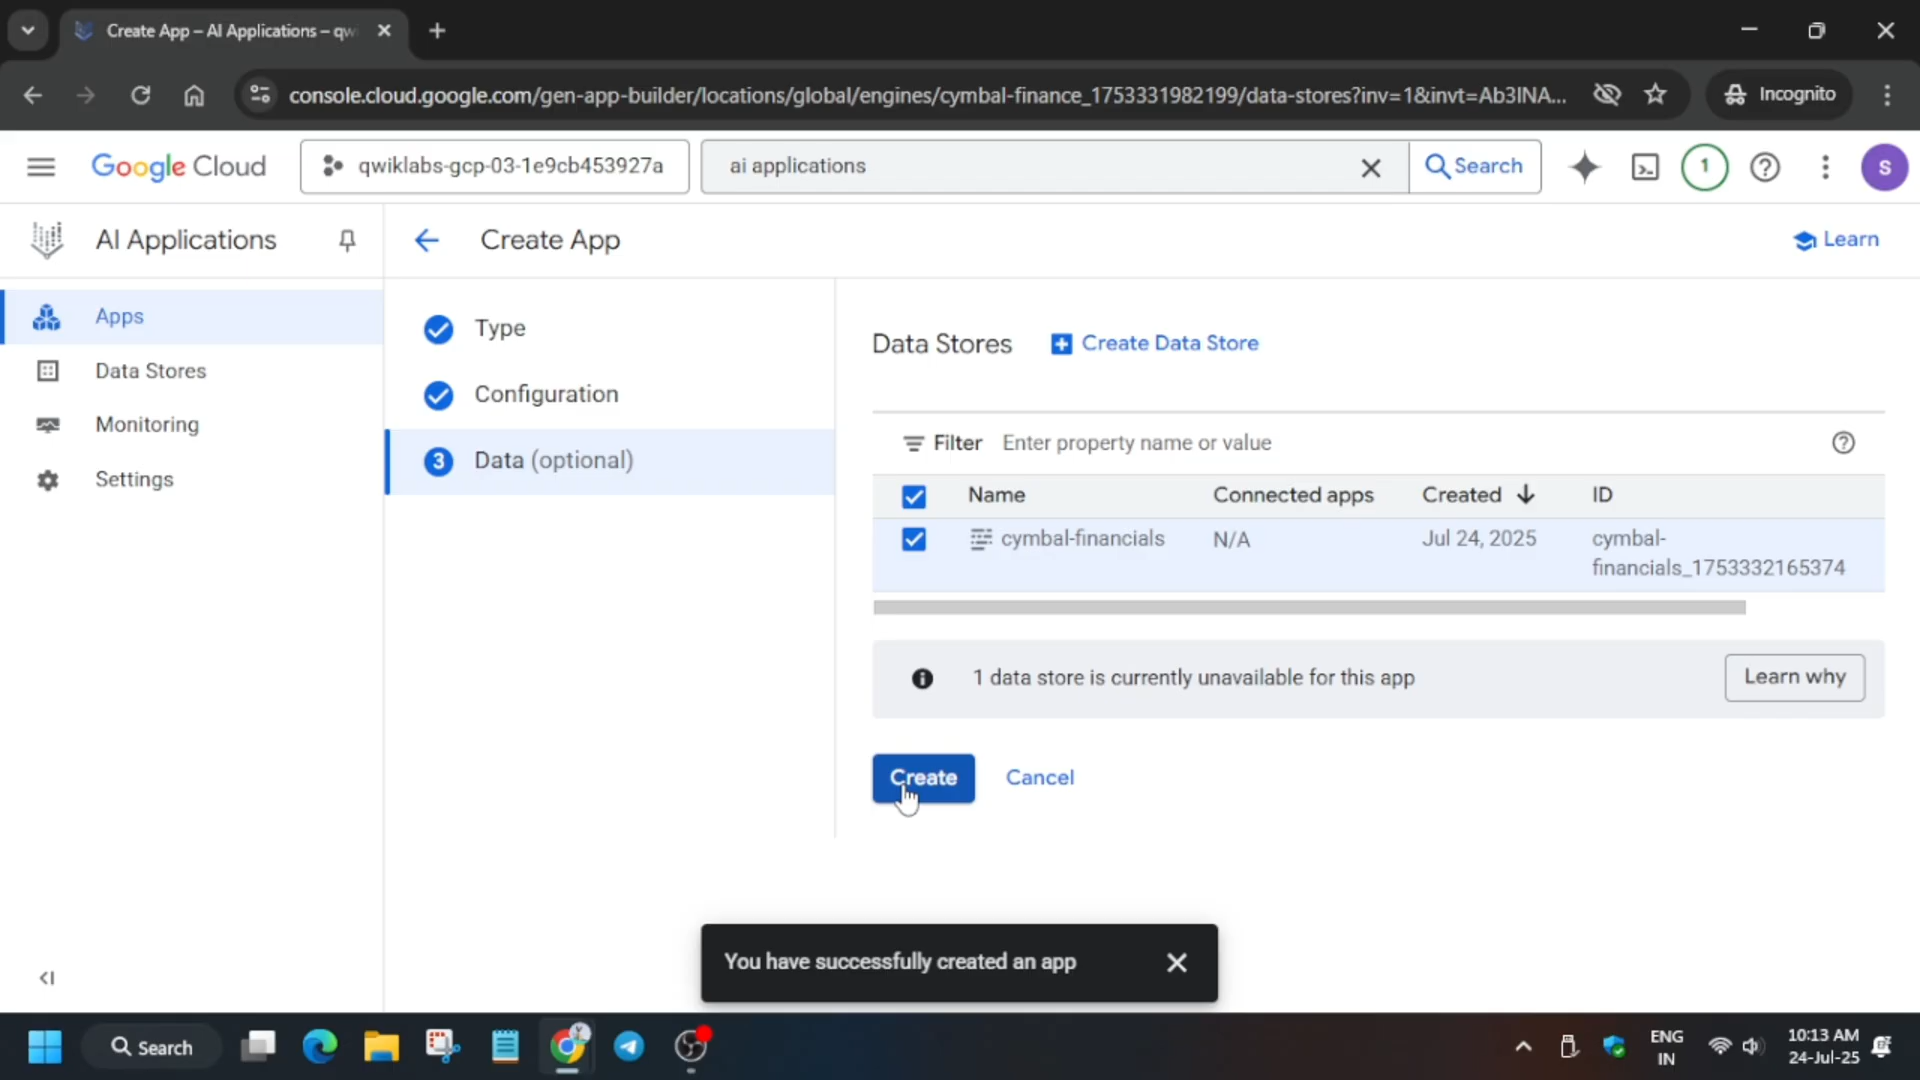 Create App – AI Applications – qw
console.cloud.google.com/gen-app-builder/locations/global/engines/cymbal-finance_1753331982199/data-stores?inv=1&invt=Ab3INA...
Incognito
Google Cloud
qwiklabs-gcp-03-1e9cb453927a
ai applications
Search
1
S
AI Applications
Create App
Learn
Apps
Data Stores
Monitoring
Settings
Type
Configuration
3 Data (optional)
Data Stores
Create Data Store
Filter Enter property name or value
Name Connected apps Created ID
cymbal-financials N/A Jul 24, 2025 cymbal-
financials_1753332165374
1 data store is currently unavailable for this app
Learn why
Create
Cancel
You have successfully created an app
Search
ENG
IN
10:13 AM
24-Jul-25